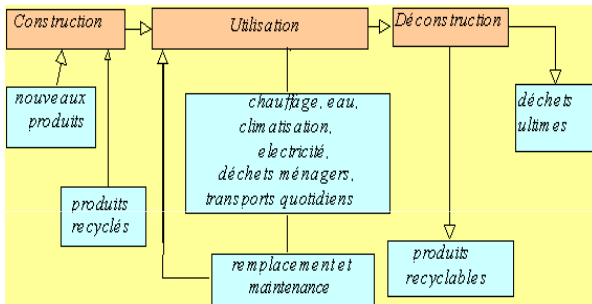 Construction
Utilisation
Déconstruction
nouveaux
produits
chauffage, eau,
climatisation,
electricité,
déchets ménagers,
transports quotidiens
déchets
ultimes
produits
recyclés
remplacement et
maintenance
produits
recyclables